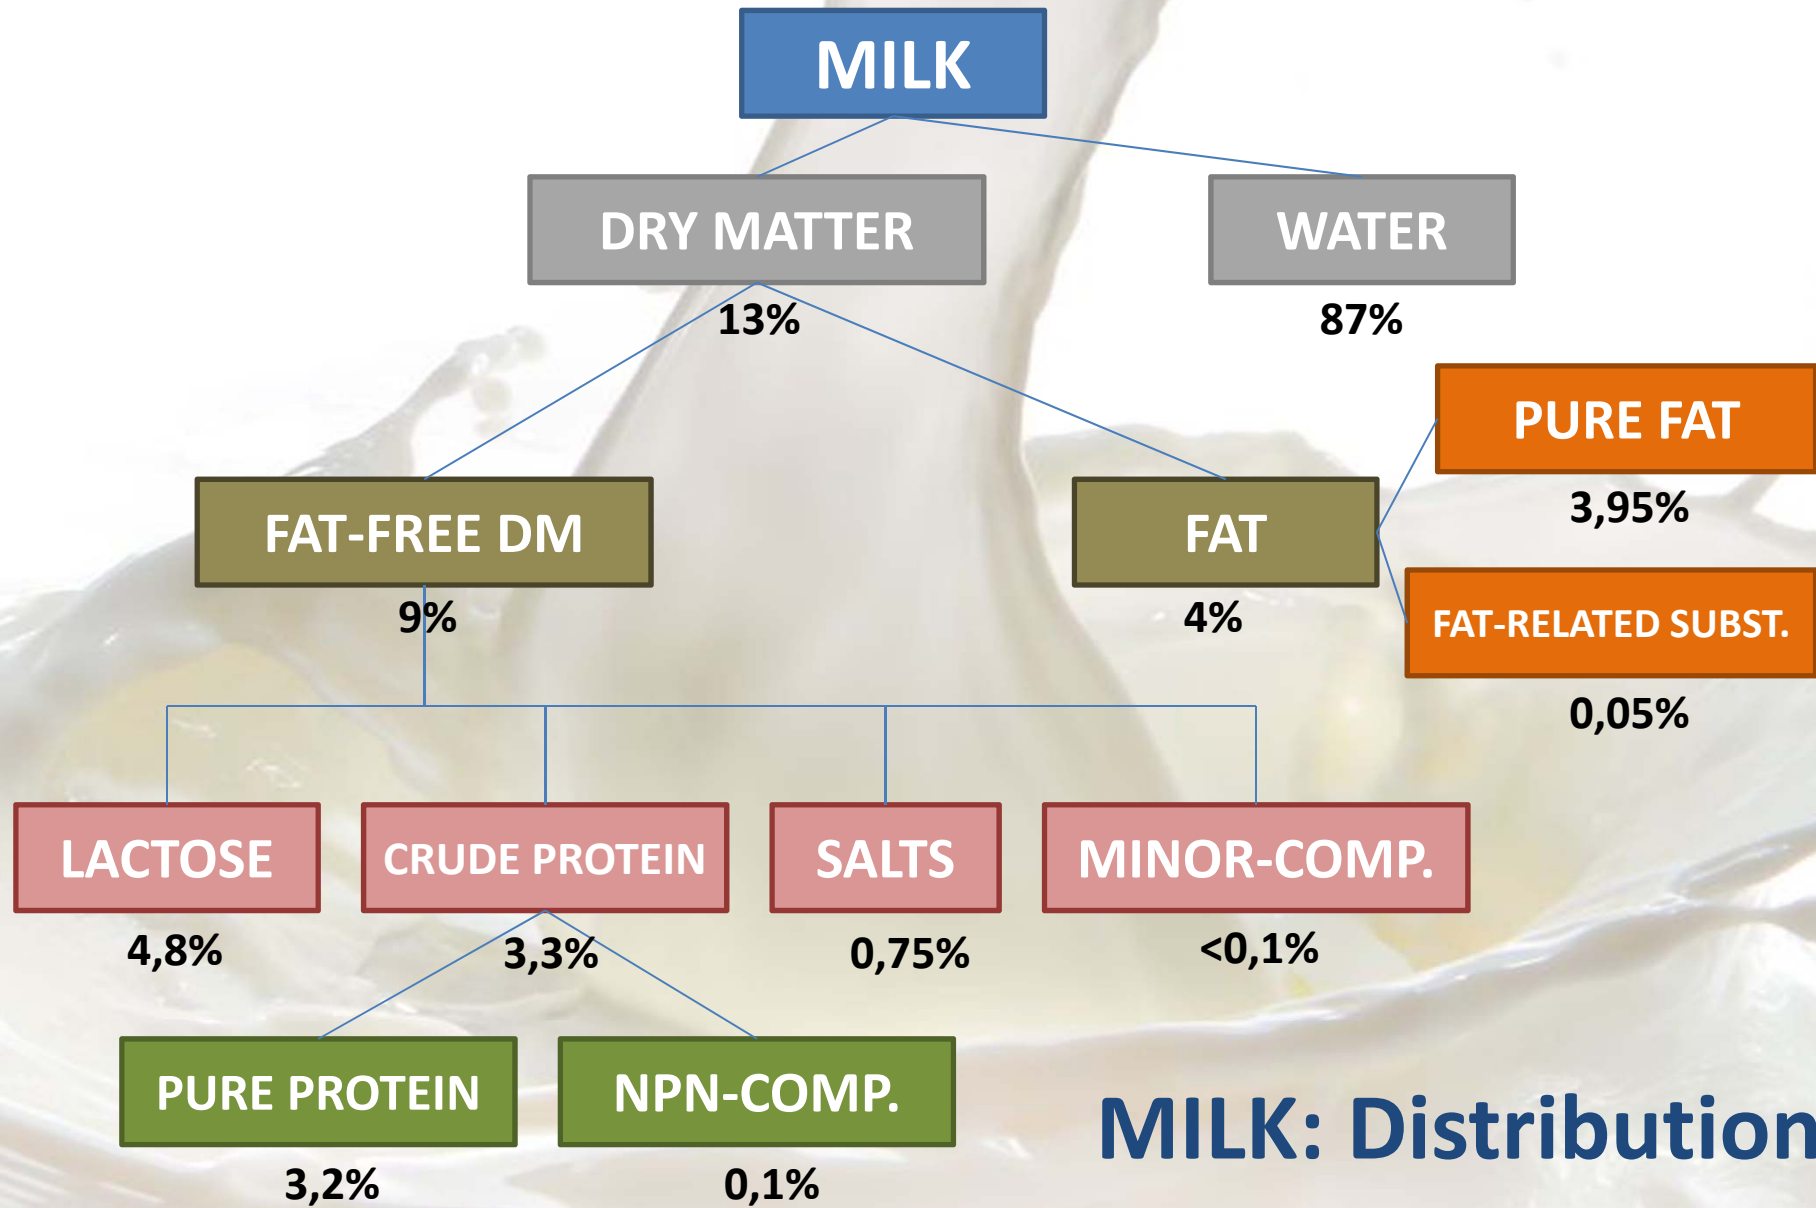 MILK
DRY MATTER
WATER
13%
87%
PURE FAT
3,95%
FAT-FREE DM
FAT
9%
4%
FAT-RELATED SUBST.
0,05%
LACTOSE
CRUDE PROTEIN
SALTS
MINOR-COMP.
4,8%
3,3%
0,75%
<0,1%
PURE PROTEIN
NPN-COMP.
3,2%
0,1%
MILK: Distribution